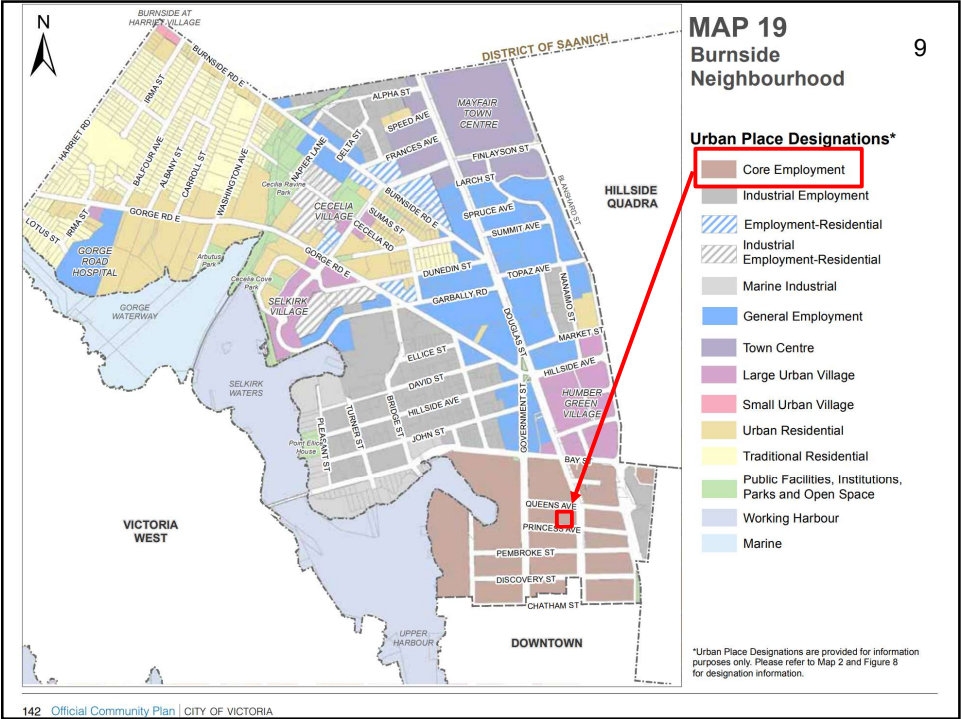 MAP 19
Burnside
Neighbourhood
9
Urban Place Designations*
Core Employment
Industrial Employment
Employment-Residential
Industrial
Employment-Residential
Marine Industrial
General Employment
Town Centre
Large Urban Village
Small Urban Village
Urban Residential
Traditional Residential
Public Facilities, Institutions,
Parks and Open Space
Working Harbour
Marine
*Urban Place Designations are provided for information
purposes only. Please refer to Map 2 and Figure 8
for designation information.
N
BURNSIDE AT
HARRIET VILLAGE
DISTRICT OF SAANICH
BURNSIDE RD E
IRMA ST
HARRIET RD
BALFOUR AVE
ALBANY ST
CARROLL ST
WASHINGTON AVE
NAPIER LANE
DELTA ST
ALPHA ST
SPEED AVE
FRANCES AVE
MAYFAIR
TOWN
CENTRE
FINLAYSON ST
LARCH ST
BLANSHARD ST
HILLSIDE
QUADRA
Cecilia Ravine
Park
CECELIA
VILLAGE
SUMAS ST
CECELIA RD
BURNSIDE RD E
SPRUCE AVE
SUMMIT AVE
GORGE RD E
LOTUS ST
IRMA ST
GORGE
ROAD
HOSPITAL
Arbutus
Park
GORGE RD E
DUNEDIN ST
TOPAZ AVE
NANAIMO ST
Cecelia Cove
Park
GARBALLY RD
GORGE
WATERWAY
SELKIRK
VILLAGE
DOUGLAS ST
MARKET ST
ELLICE ST
HILLSIDE AVE
SELKIRK
WATERS
DAVID ST
HILLSIDE AVE
PLEASANT ST
TURNER ST
BRIDGE ST
JOHN ST
GOVERNMENT ST
HUMBER
GREEN
VILLAGE
Point Ellice
House
BAY ST
QUEENS AVE
PRINCESS AVE
VICTORIA
WEST
PEMBROKE ST
DISCOVERY ST
CHATHAM ST
UPPER
HARBOUR
DOWNTOWN
142 Official Community Plan | CITY OF VICTORIA